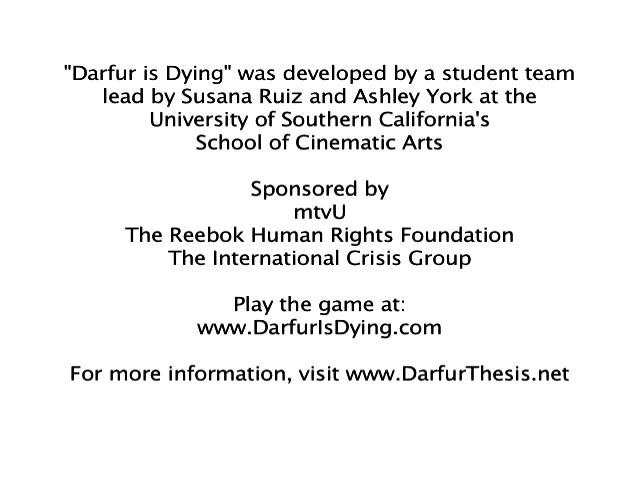 "Darfur is Dying" was developed by a student team
lead by Susana Ruiz and Ashley York at the
University of Southern California's
School of Cinematic Arts
Sponsored by
mtvU
The Reebok Human Rights Foundation
The International Crisis Group
Play the game at:
www.DarfurIsDying.com
For more information, visit www.DarfurThesis.net